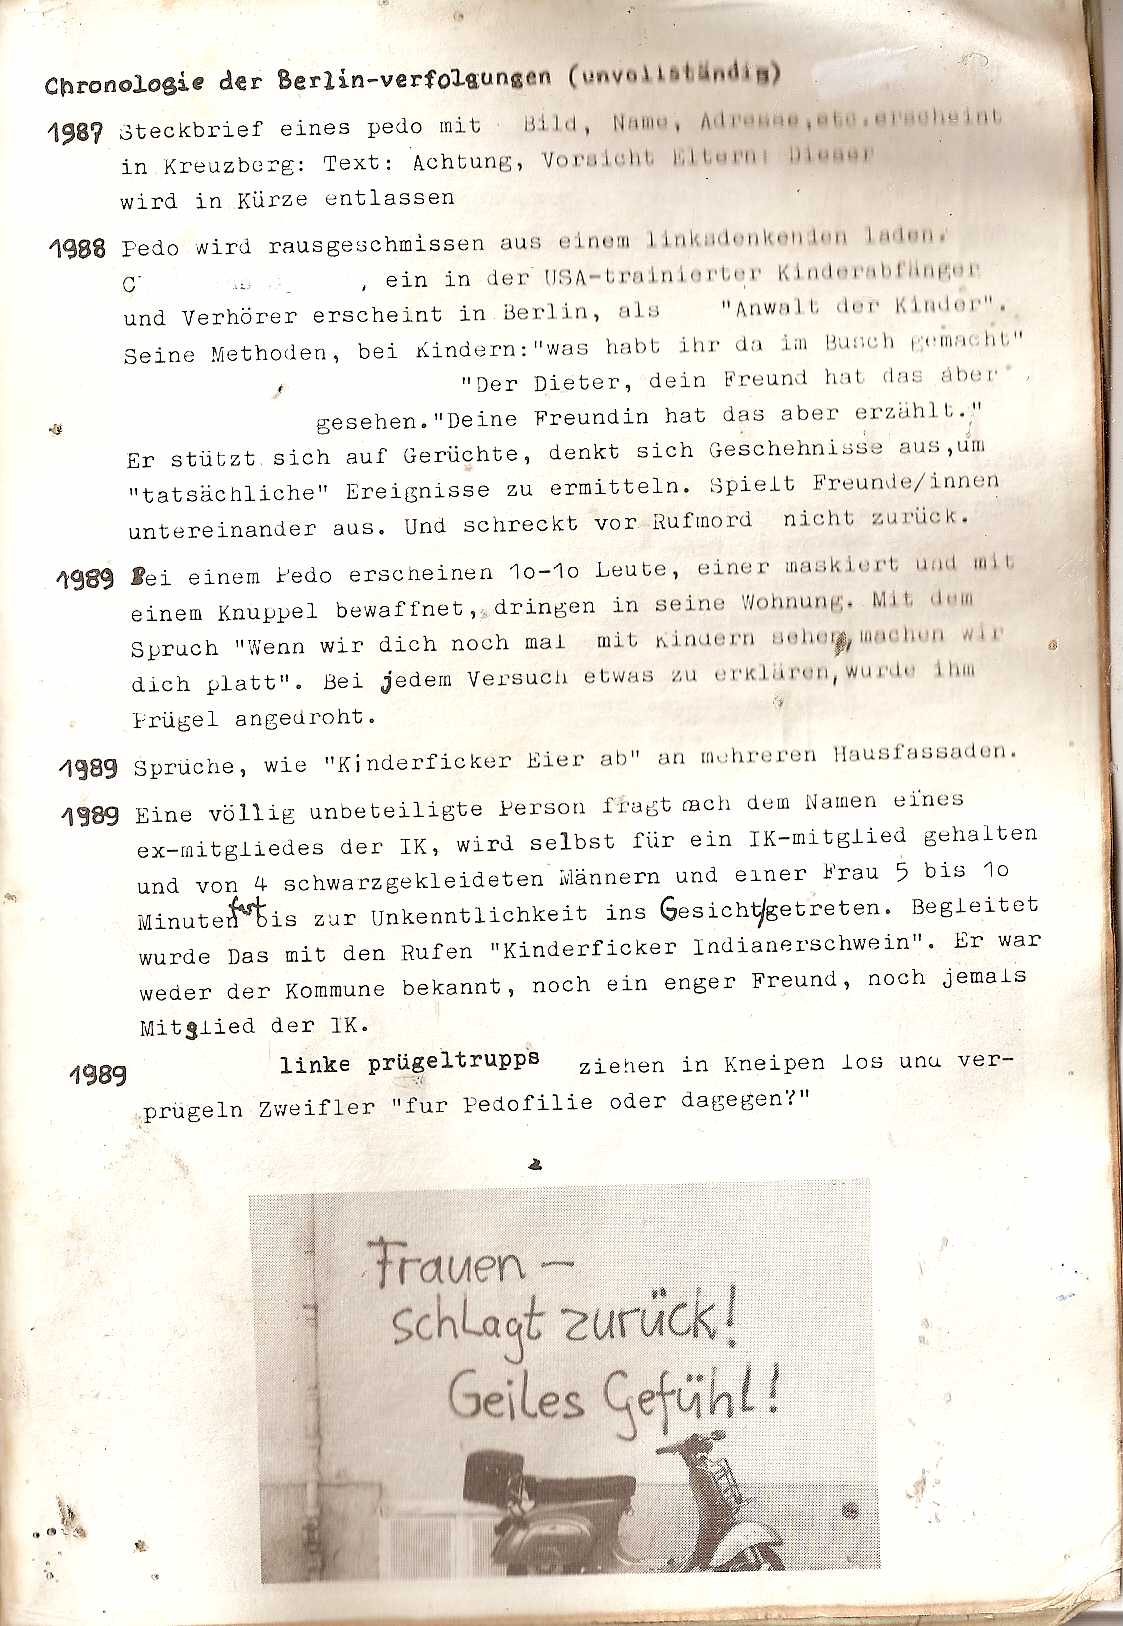 Chronologie der Berlin-verfolgungen (unvollständig)
1987 Steckbrief eines pedo mit Bild, Name, Adresse,etc.erscheint
in Kreuzberg: Text: Achtung, Vorsicht Eltern: Dieser
wird in Kürze entlassen
1988 Pedo wird rausgeschmissen aus einem linksdenkenden laden.
C , ein in der USA-trainierter Kinderabfänger
und Verhörer erscheint in Berlin, als "Anwalt der Kinder".
Seine Methoden, bei Kindern:"was habt ihr da im Busch gemacht"
"Der Dieter, dein Freund hat das aber
gesehen."Deine Freundin hat das aber erzählt."
Er stützt sich auf Gerüchte, denkt sich Geschehnisse aus,um
"tatsächliche" Ereignisse zu ermitteln. Spielt Freunde/innen
untereinander aus. Und schreckt vor Rufmord nicht zurück.
1989 Bei einem Pedo erscheinen 1o-1o Leute, einer maskiert und mit
einem Knuppel bewaffnet, dringen in seine Wohnung. Mit dem
Spruch "Wenn wir dich noch mal mit Kindern sehen, machen wir
dich platt". Bei jedem Versuch etwas zu erklären,wurde ihm
Prügel angedroht.
1989 Sprüche, wie "Kinderficker Eier ab" an mehreren Hausfassaden.
1989 Eine völlig unbeteiligte Person fragt nach dem Namen eines
ex-mitgliedes der IK, wird selbst für ein IK-mitglied gehalten
und von 4 schwarzgekleideten Männern und einer Frau 5 bis 1o
Minuten fast bis zur Unkenntlichkeit ins Gesicht/getreten. Begleitet
wurde Das mit den Rufen "Kinderficker Indianerschwein". Er war
weder der Kommune bekannt, noch ein enger Freund, noch jemals
Mitglied der IK.
1989 linke prügeltrupps ziehen in Kneipen los und ver-
prügeln Zweifler "fur Pedofilie oder dagegen?"
Frauen -
schlagt zurück!
Geiles Gefühl!